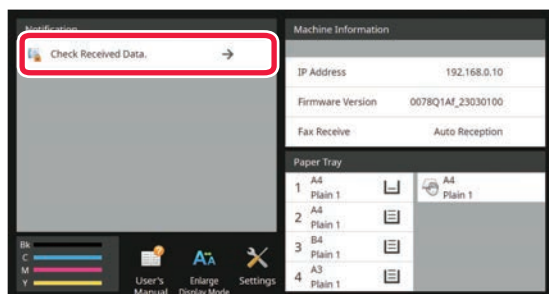 Notification
Check Received Data.
Machine Information
IP Address 192.168.0.10
Firmware Version 0078Q1Af_23030100
Fax Receive Auto Reception
Paper Tray
1 A4
Plain 1
A4
Plain 1
2 A4
Plain 1
3 B4
Plain 1
4 A3
Plain 1
Bk
C
M
Y
User's
Manual
Enlarge
Display Mode
Settings